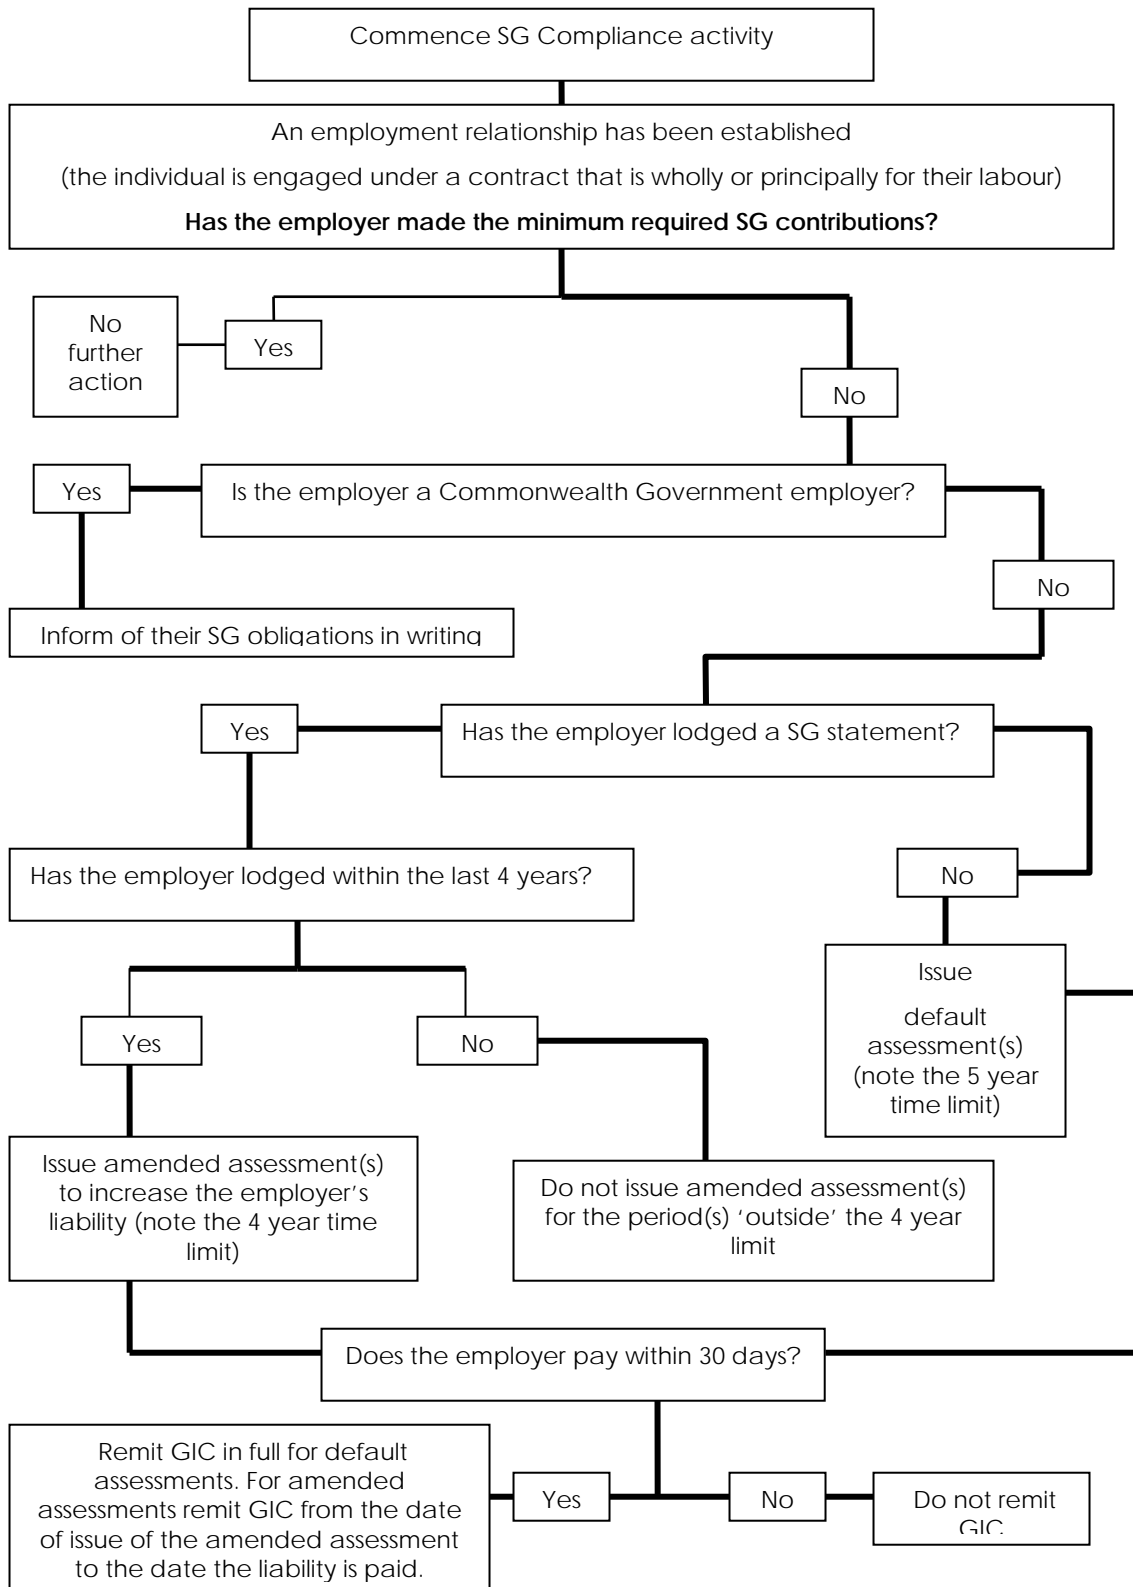 Commence SG Compliance activity
An employment relationship has been established
(the individual is engaged under a contract that is wholly or principally for their labour)
Has the employer made the minimum required SG contributions?
No
further
action
Yes
No
Yes
Is the employer a Commonwealth Government employer?
No
Inform of their SG obligations in writing
Yes
Has the employer lodged a SG statement?
Has the employer lodged within the last 4 years?
No
Issue
default
assessment(s)
(note the 5 year
time limit)
Yes
No
Issue amended assessment(s)
to increase the employer’s
liability (note the 4 year time
limit)
Do not issue amended assessment(s)
for the period(s) ‘outside’ the 4 year
limit
Does the employer pay within 30 days?
Remit GIC in full for default
assessments. For amended
assessments remit GIC from the date
of issue of the amended assessment
to the date the liability is paid.
Yes
No
Do not remit
GIC